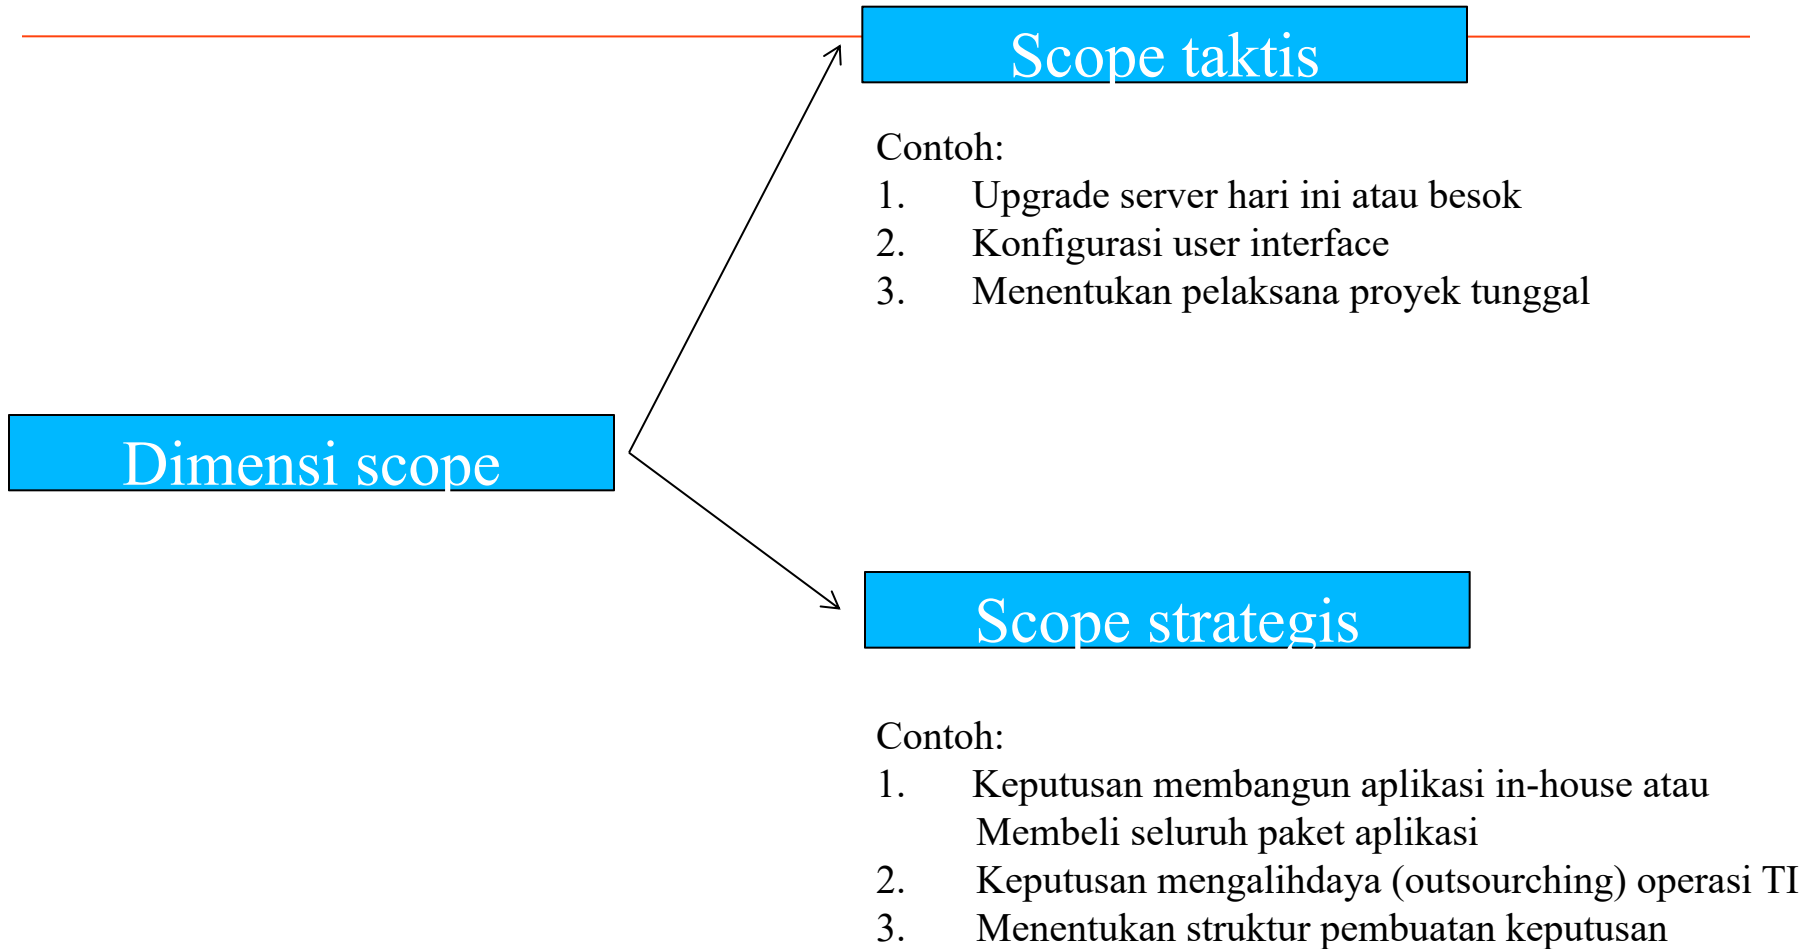 Scope taktis
Contoh:
1. Upgrade server hari ini atau besok
2. Konfigurasi user interface
3. Menentukan pelaksana proyek tunggal
Dimensi scope
Scope strategis
Contoh:
1. Keputusan membangun aplikasi in-house atau
Membeli seluruh paket aplikasi
2. Keputusan mengalihdaya (outsourching) operasi TI
3. Menentukan struktur pembuatan keputusan